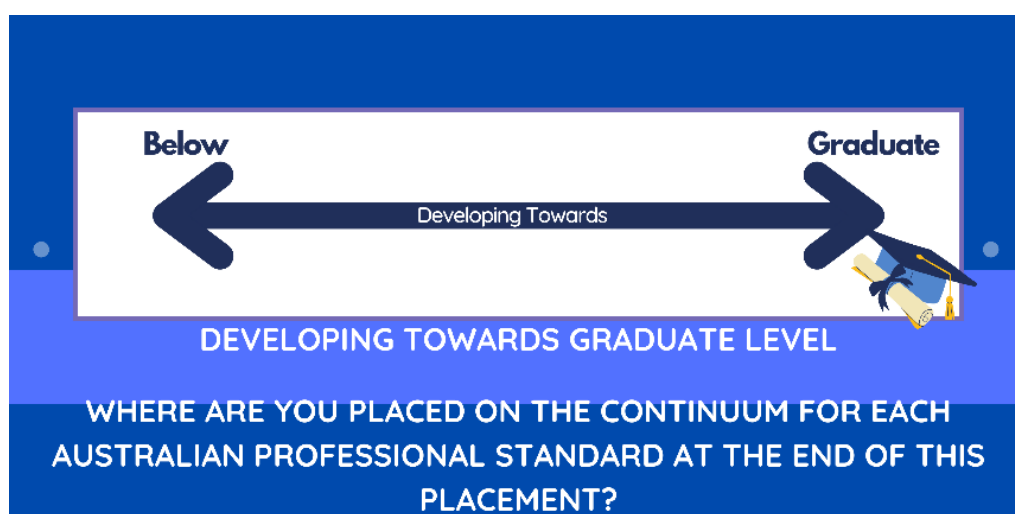 Below
Graduate
Developing Towards
DEVELOPING TOWARDS GRADUATE LEVEL
WHERE ARE YOU PLACED ON THE CONTINUUM FOR EACH
AUSTRALIAN PROFESSIONAL STANDARD AT THE END OF THIS
PLACEMENT?